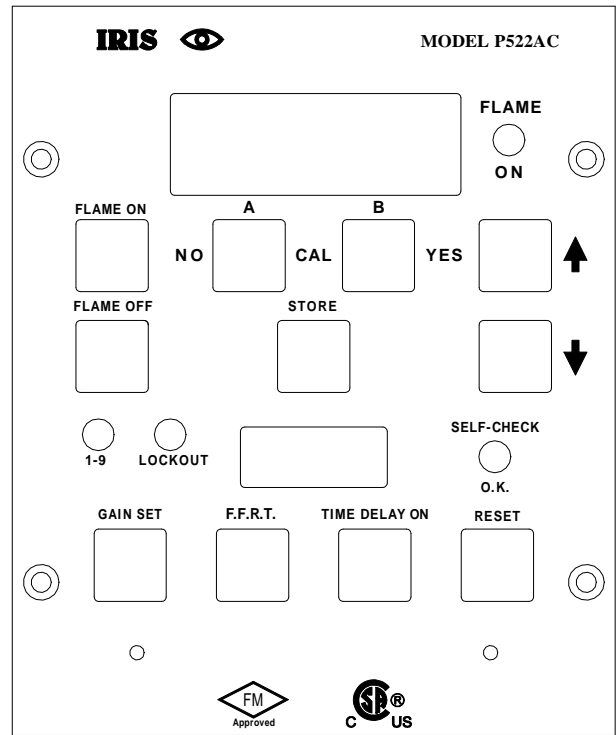 IRIS MODEL P522AC
FLAME
ON
FLAME ON A B
NO CAL YES
FLAME OFF STORE
SELF-CHECK
1-9 LOCKOUT
O.K.
GAIN SET F.F.R.T. TIME DELAY ON RESET
FM
Approved
C SA ®
C US